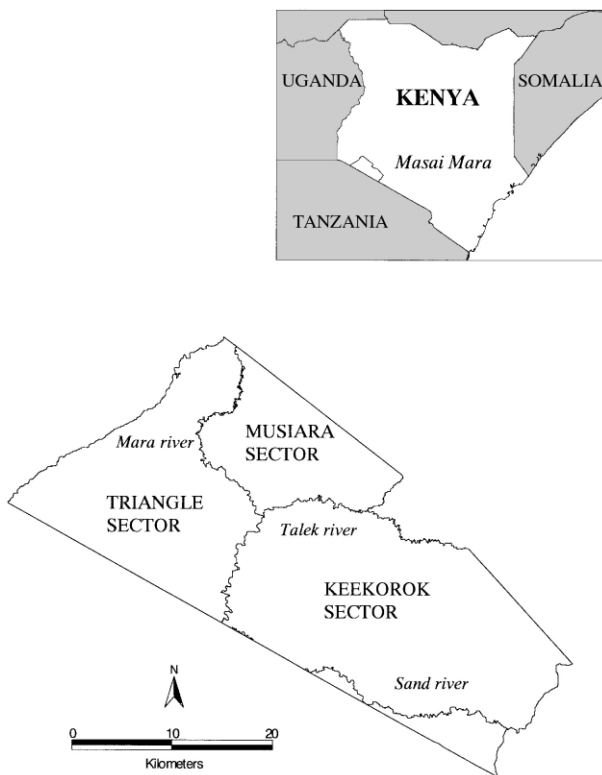 UGANDA
SOMALIA
KENYA
Masai Mara
TANZANIA
MUSIARA
SECTOR
Mara river
TRIANGLE
SECTOR
Talek river
KEEKOROK
SECTOR
Sand river
N
0 10 20
Kilometers